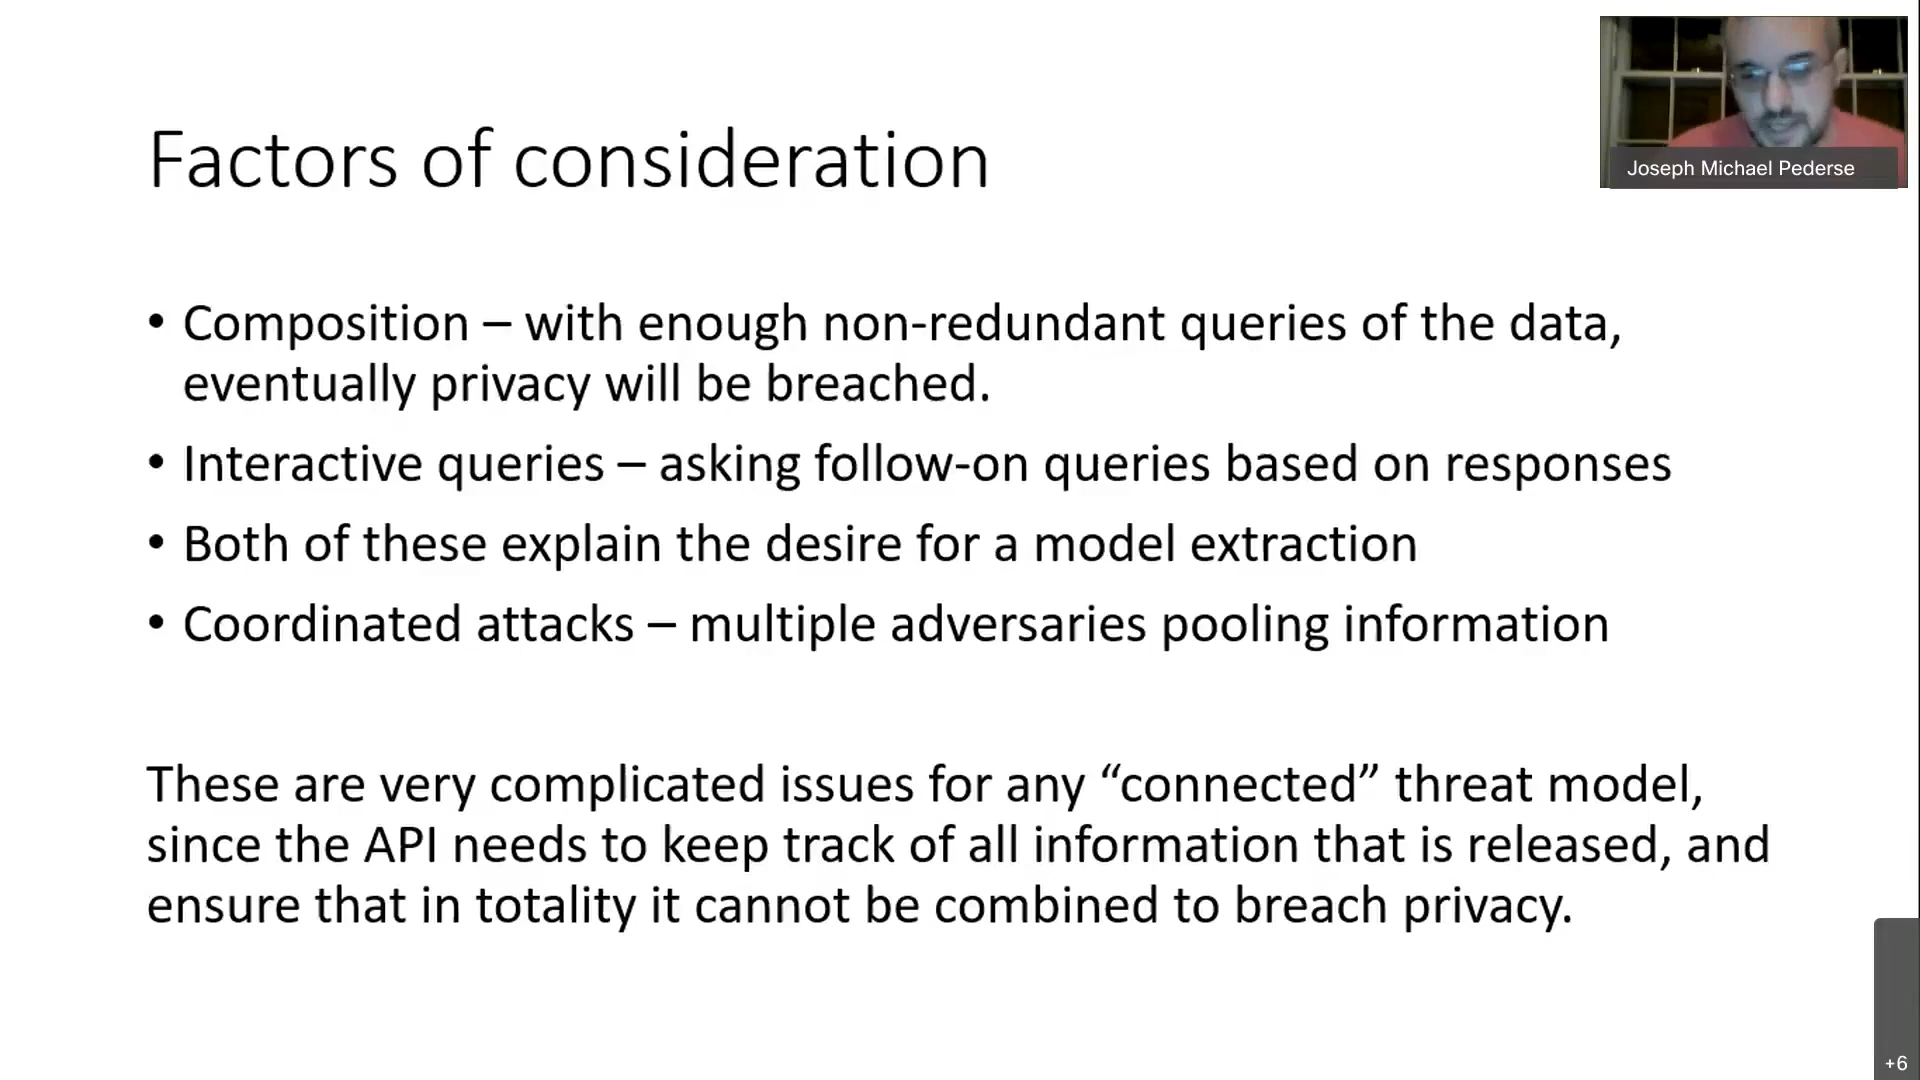 Factors of consideration
Joseph Michael Pederse
• Composition – with enough non-redundant queries of the data,
eventually privacy will be breached.
• Interactive queries – asking follow-on queries based on responses
• Both of these explain the desire for a model extraction
• Coordinated attacks – multiple adversaries pooling information
These are very complicated issues for any “connected” threat model,
since the API needs to keep track of all information that is released, and
ensure that in totality it cannot be combined to breach privacy.
+6